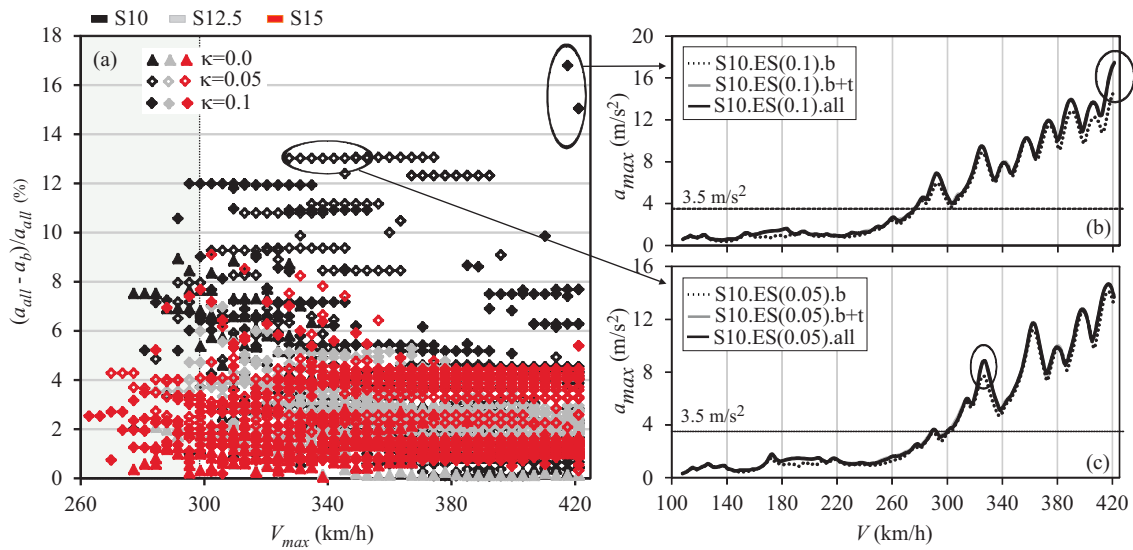 S10 S12.5 S15
18
16
14
12
10
8
6
4
2
0
(a)
κ=0.0
κ=0.05
κ=0.1
(a_all - a_b)/a_all (%)
260 300 340 380 420
V_max (km/h)
20
16
12
8
4
0
a_max (m/s²)
S10.ES(0.1).b
S10.ES(0.1).b+t
S10.ES(0.1).all
3.5 m/s²
(b)
16
12
8
4
0
a_max (m/s²)
S10.ES(0.05).b
S10.ES(0.05).b+t
S10.ES(0.05).all
3.5 m/s²
(c)
100 140 180 220 260 300 340 380 420
V (km/h)